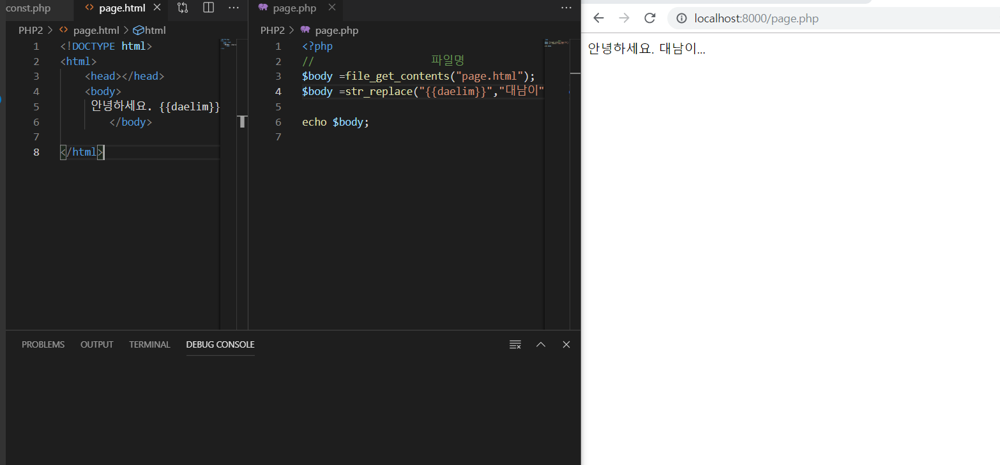 const.php
page.html
PHP2 > page.html > html
1 <!DOCTYPE html>
2 <html>
3 <head></head>
4 <body>
5 안녕하세요. {{daelim}}
6 </body>
7
8 </html>
page.php
PHP2 > page.php
1 <?php
2 // 파일명
3 $body =file_get_contents("page.html");
4 $body =str_replace("{{daelim}}","대남이"
5
6 echo $body;
7
PROBLEMS OUTPUT TERMINAL DEBUG CONSOLE
localhost:8000/page.php
안녕하세요. 대남이...